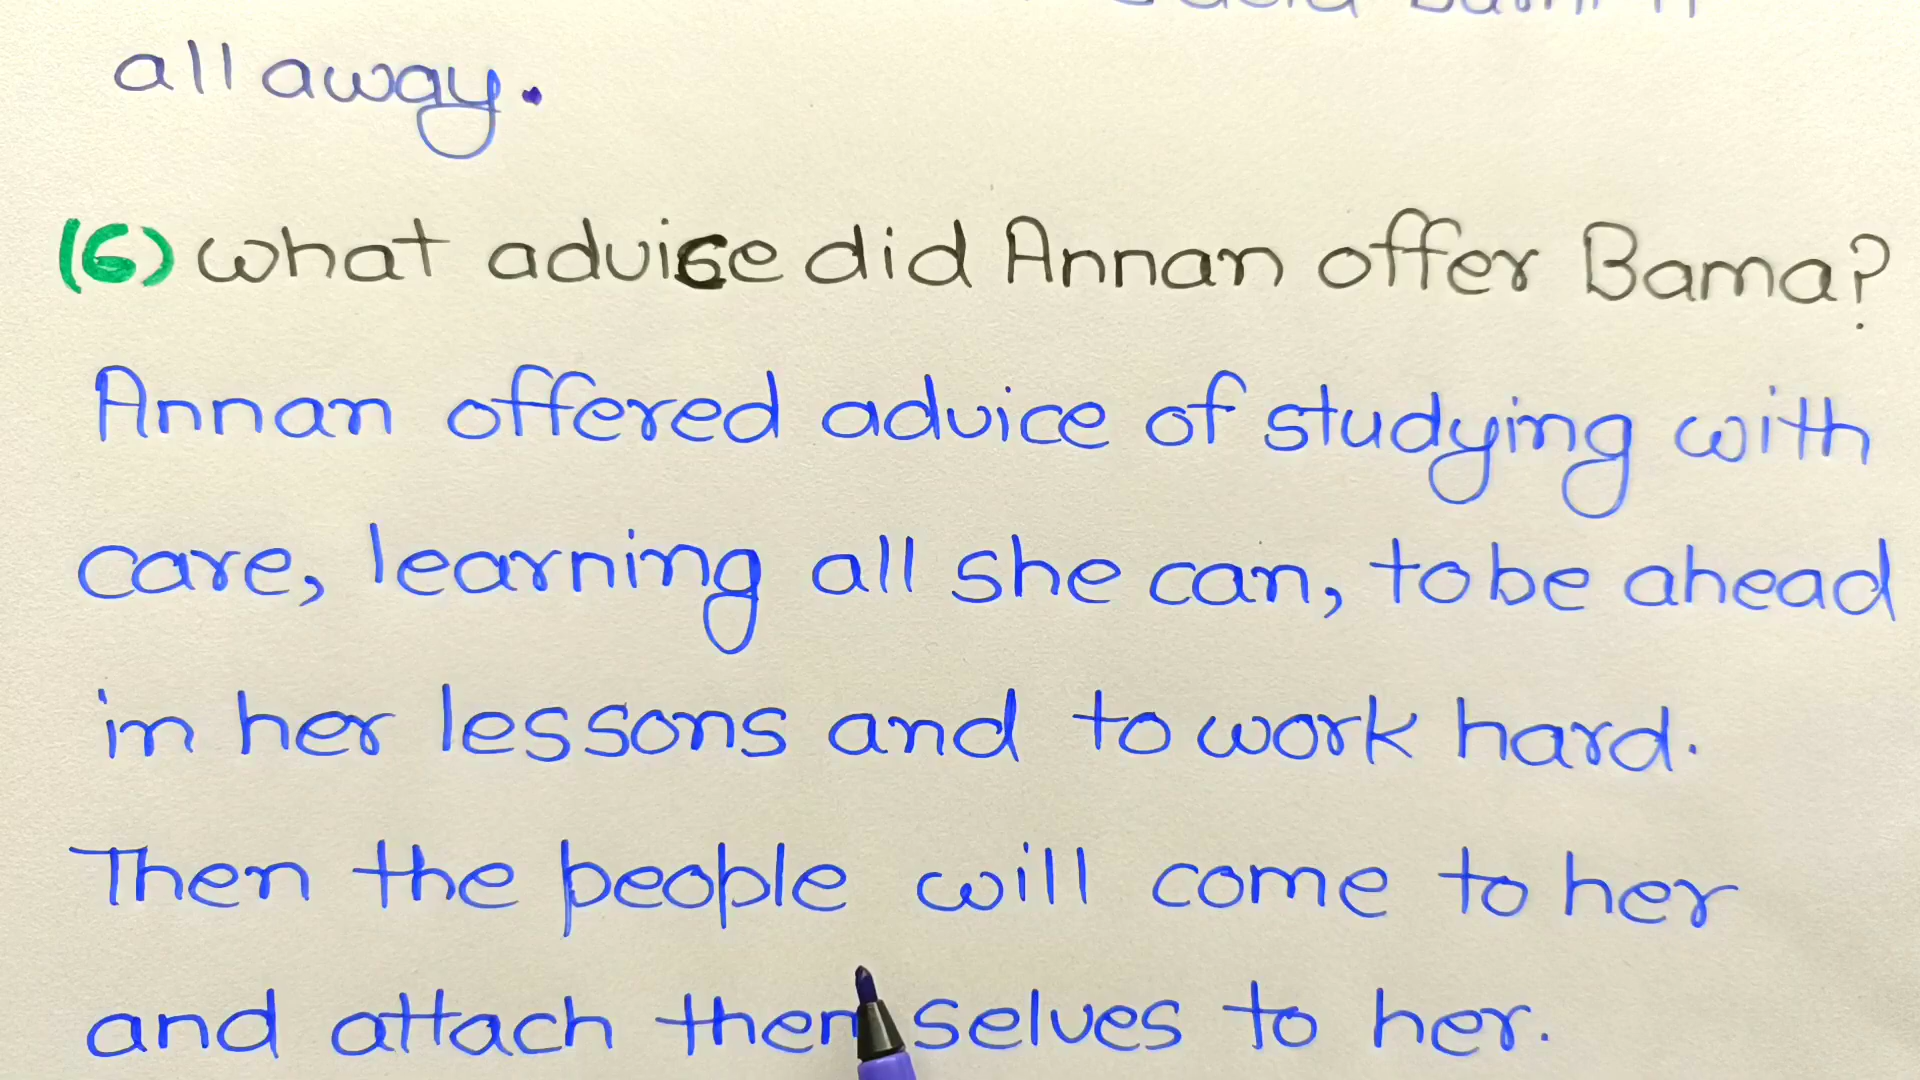 all away.
(6) What advice did Annan offer Bama?
Annan offered advice of studying with
care, learning all she can, to be ahead
in her lessons and to work hard.
Then the people will come to her
and attach themselves to her.